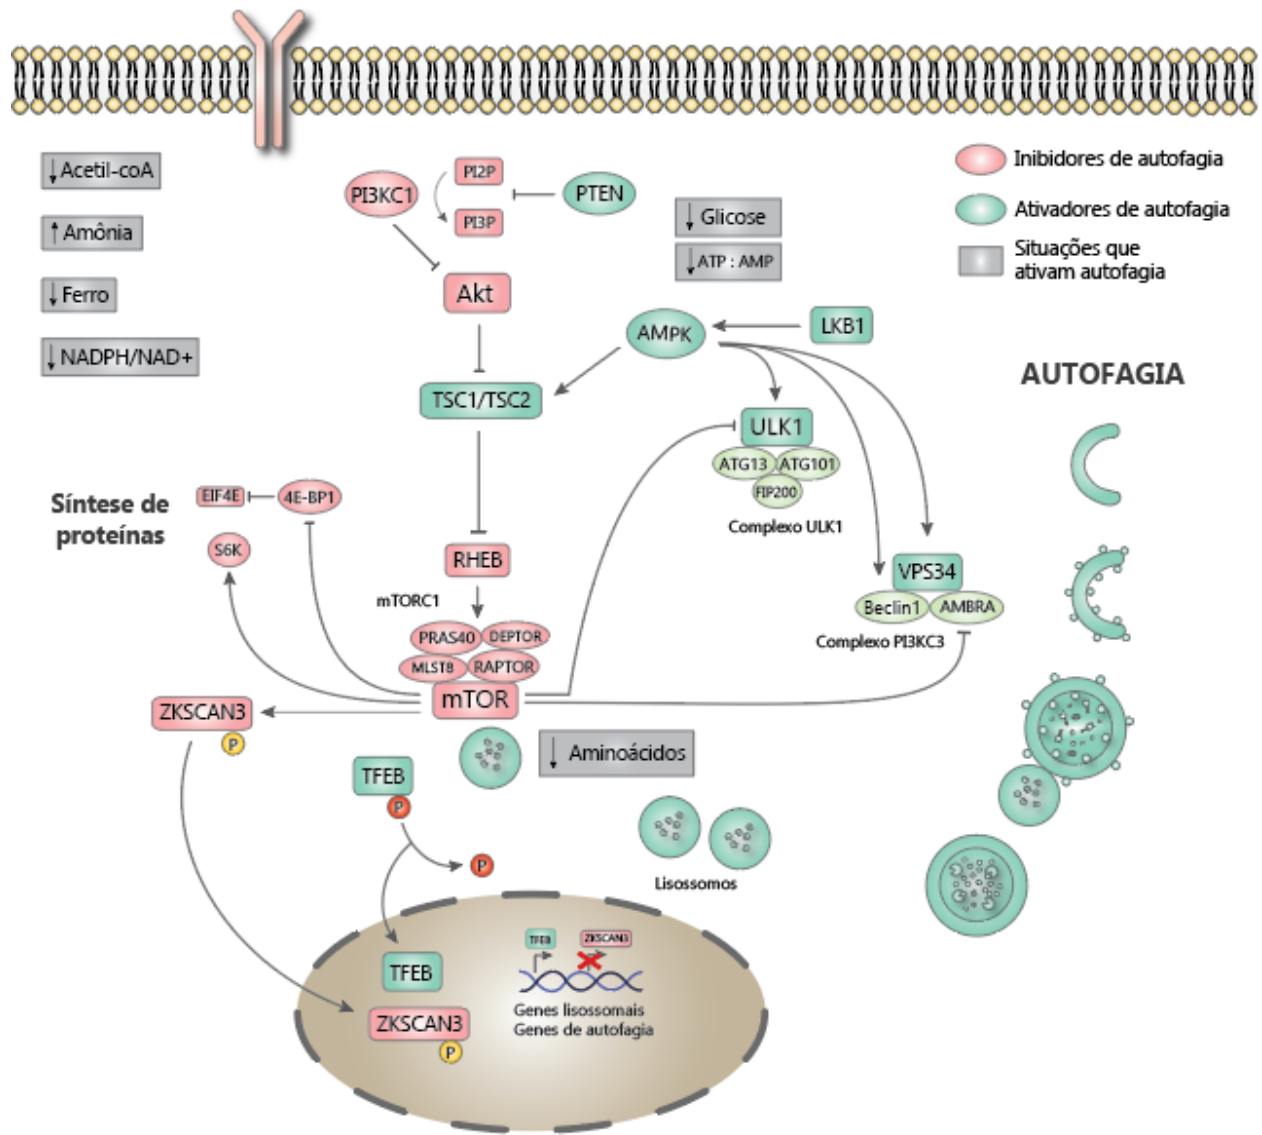 Acetil-coA
Amônia
Ferro
NADPH/NAD+
PI3KC1
PI2P
PI3P
PTEN
Glicose
ATP : AMP
Inibidores de autofagia
Ativadores de autofagia
Situações que
ativam autofagia
Akt
AMPK
LKB1
TSC1/TSC2
ULK1
ATG13
ATG101
FIP200
Complexo ULK1
AUTOFAGIA
Síntese de
proteínas
EIF4E
4E-BP1
S6K
RHEB
mTORC1
PRAS40
DEPTOR
MLST8
RAPTOR
mTOR
VPS34
Beclin1
AMBRA
Complexo PI3KC3
ZKSCAN3
P
TFEB
P
P
Aminoácidos
Lisossomos
TFEB
ZKSCAN3
P
TFEB
ZKSCAN3
Genes lisossomais
Genes de autofagia